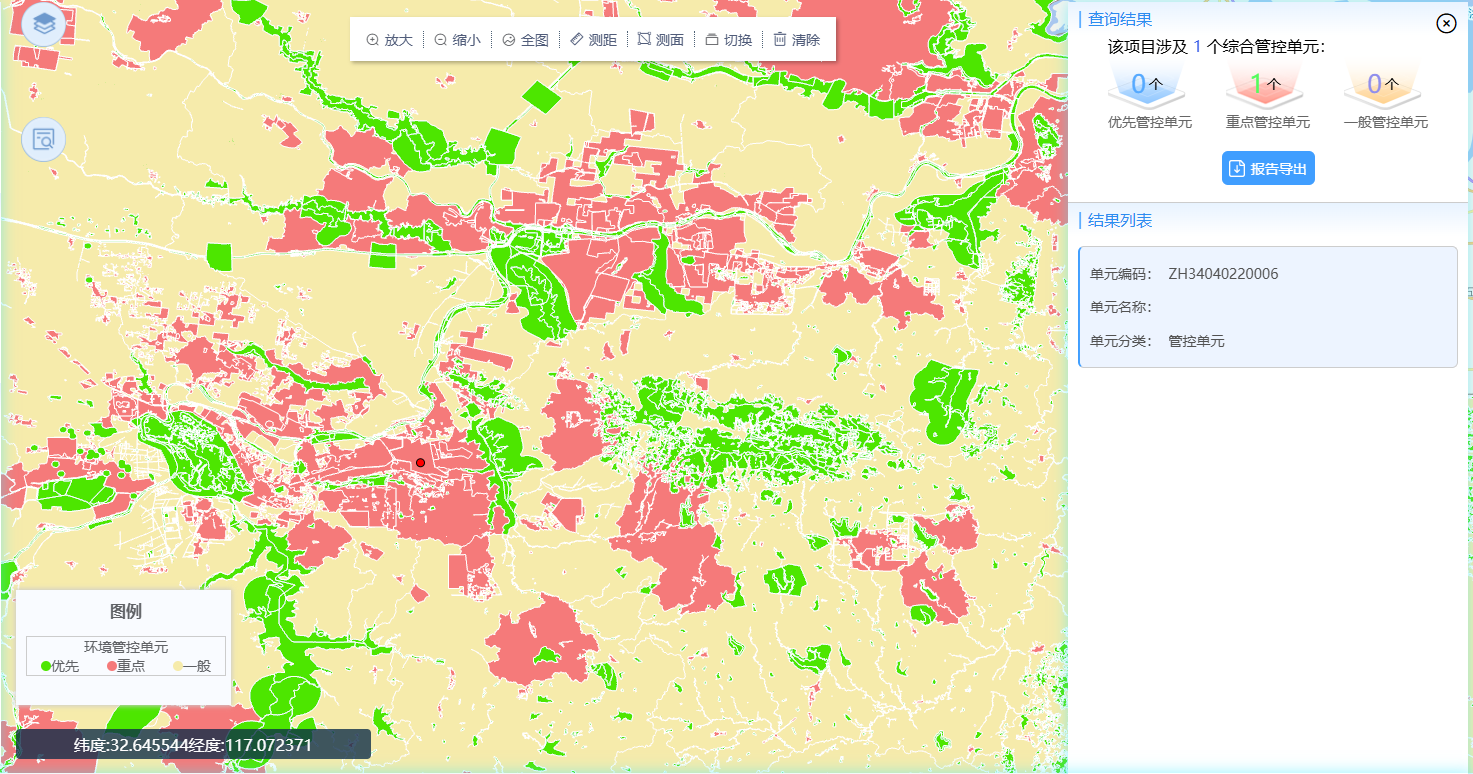 放大 缩小 全图 测距 测面 切换 清除
查询结果
该项目涉及 1 个综合管控单元：
0个 1个 0个
优先管控单元 重点管控单元 一般管控单元
报告导出
结果列表
单元编码： ZH34040220006
单元名称：
单元分类： 管控单元
图例
环境管控单元
优先 重点 一般
纬度:32.645544经度:117.072371